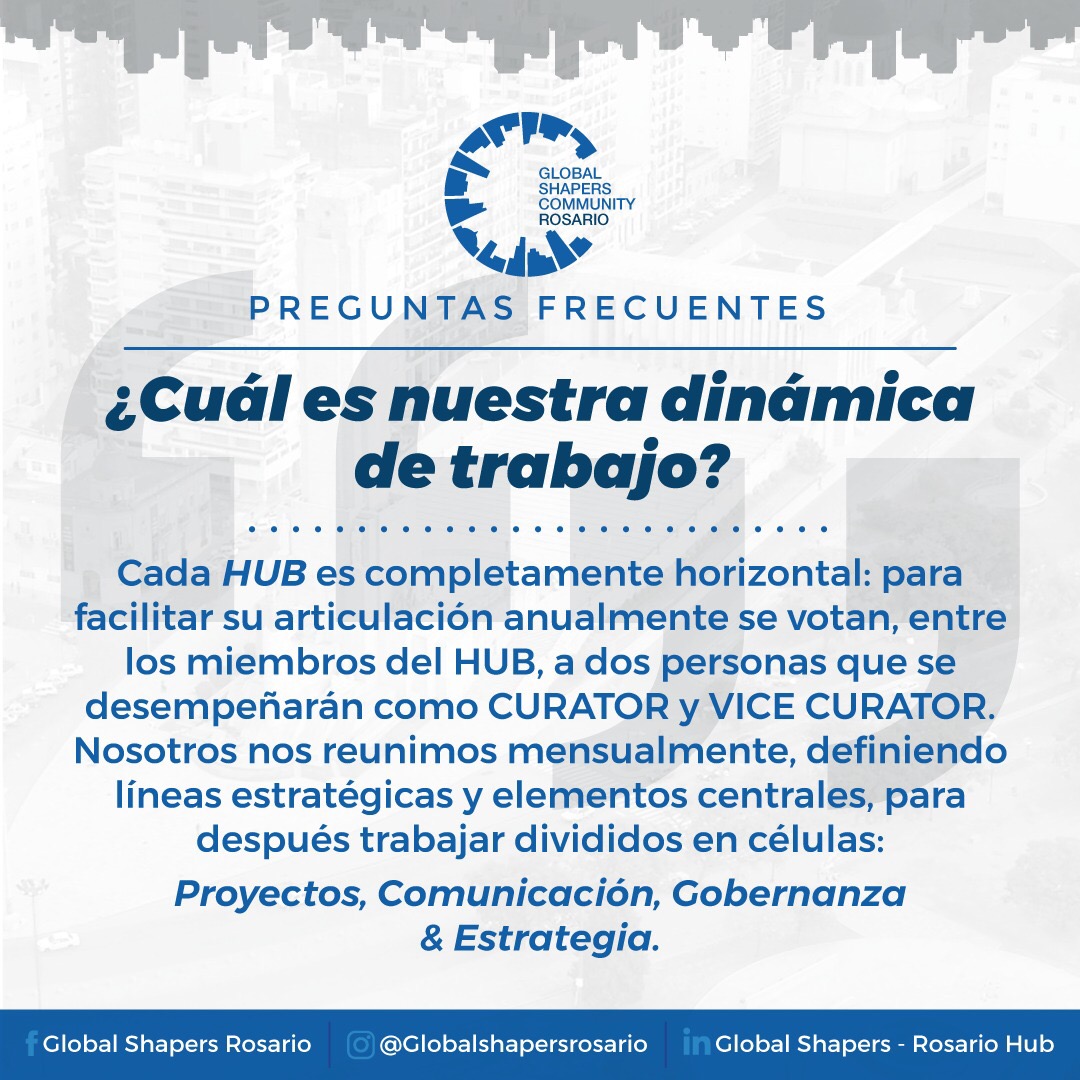 GLOBAL
SHAPERS
COMMUNITY
ROSARIO
PREGUNTAS FRECUENTES
¿Cuál es nuestra dinámica
de trabajo?
Cada HUB es completamente horizontal: para
facilitar su articulación anualmente se votan, entre
los miembros del HUB, a dos personas que se
desempeñarán como CURATOR y VICE CURATOR.
Nosotros nos reunimos mensualmente, definiendo
líneas estratégicas y elementos centrales, para
después trabajar divididos en células:
Proyectos, Comunicación, Gobernanza
& Estrategia.
Global Shapers Rosario @Globalshapersrosario Global Shapers - Rosario Hub